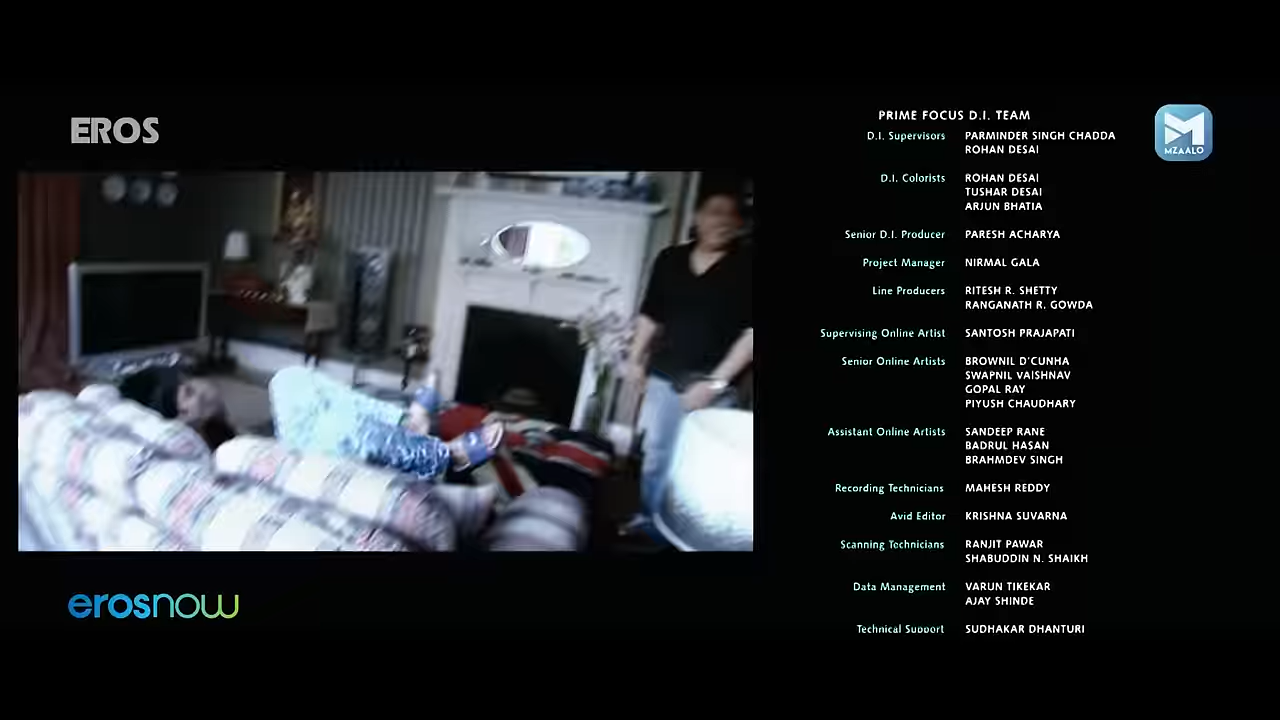 EROS
PRIME FOCUS D.I. TEAM
MZAALO
D.I. Supervisors PARMINDER SINGH CHADDA
ROHAN DESAI
D.I. Colorists ROHAN DESAI
TUSHAR DESAI
ARJUN BHATIA
Senior D.I. Producer PARESH ACHARYA
Project Manager NIRMAL GALA
Line Producers RITESH R. SHETTY
RANGANATH R. GOWDA
Supervising Online Artist SANTOSH PRAJAPATI
Senior Online Artists BROWNIL D'CUNHA
SWAPNIL VAISHNAV
GOPAL RAY
PIYUSH CHAUDHARY
Assistant Online Artists SANDEEP RANE
BADRUL HASAN
BRAHMDEV SINGH
Recording Technicians MAHESH REDDY
Avid Editor KRISHNA SUVARNA
Scanning Technicians RANJIT PAWAR
SHABUDDIN N. SHAIKH
Data Management VARUN TIKEKAR
AJAY SHINDE
Technical Support SUDHAKAR DHANTURI
erosnow